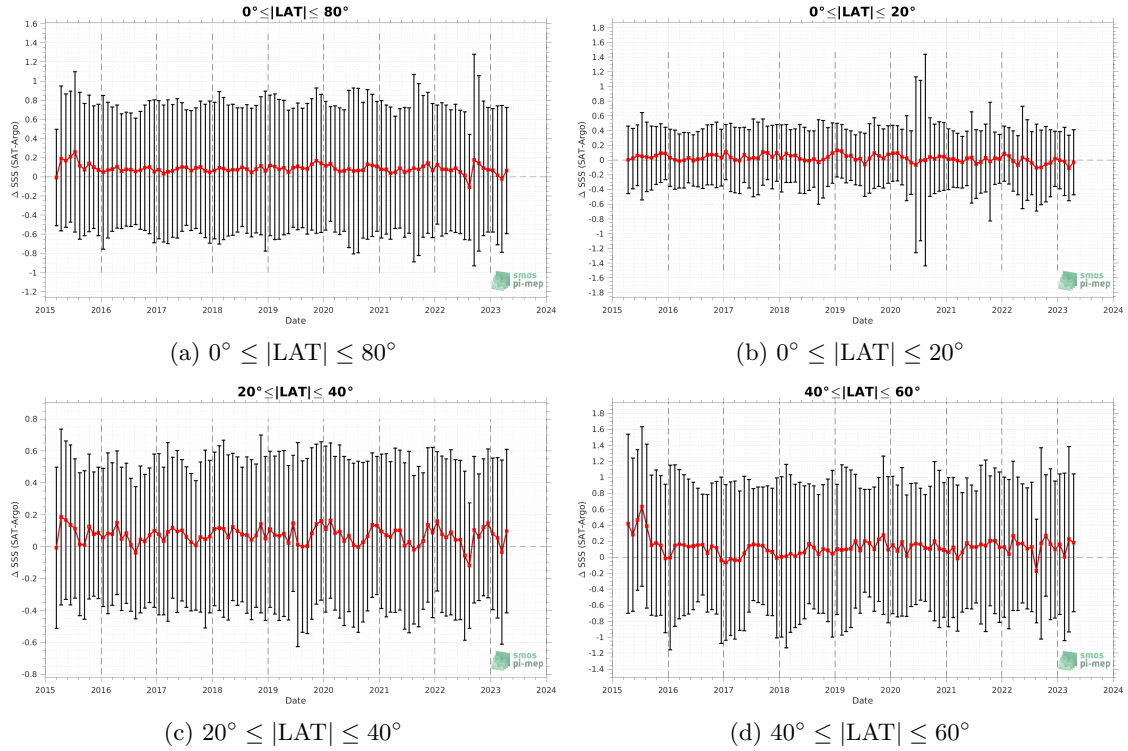 0°≤|LAT|≤ 80°
1.6
1.4
1.2
1
0.8
0.6
0.4
0.2
0
-0.2
-0.4
-0.6
-0.8
-1
-1.2
Δ SSS (SAT-Argo)
2015 2016 2017 2018 2019 2020 2021 2022 2023 2024
Date
smos
pi-mep
(a) 0° ≤ |LAT| ≤ 80°
0°≤|LAT|≤ 20°
1.8
1.6
1.4
1.2
1
0.8
0.6
0.4
0.2
0
-0.2
-0.4
-0.6
-0.8
-1
-1.2
-1.4
-1.6
-1.8
Δ SSS (SAT-Argo)
2015 2016 2017 2018 2019 2020 2021 2022 2023 2024
Date
smos
pi-mep
(b) 0° ≤ |LAT| ≤ 20°
20°≤|LAT|≤ 40°
0.8
0.6
0.4
0.2
0
-0.2
-0.4
-0.6
-0.8
Δ SSS (SAT-Argo)
2015 2016 2017 2018 2019 2020 2021 2022 2023 2024
Date
smos
pi-mep
(c) 20° ≤ |LAT| ≤ 40°
40°≤|LAT|≤ 60°
1.8
1.6
1.4
1.2
1
0.8
0.6
0.4
0.2
0
-0.2
-0.4
-0.6
-0.8
-1
-1.2
-1.4
Δ SSS (SAT-Argo)
2015 2016 2017 2018 2019 2020 2021 2022 2023 2024
Date
smos
pi-mep
(d) 40° ≤ |LAT| ≤ 60°